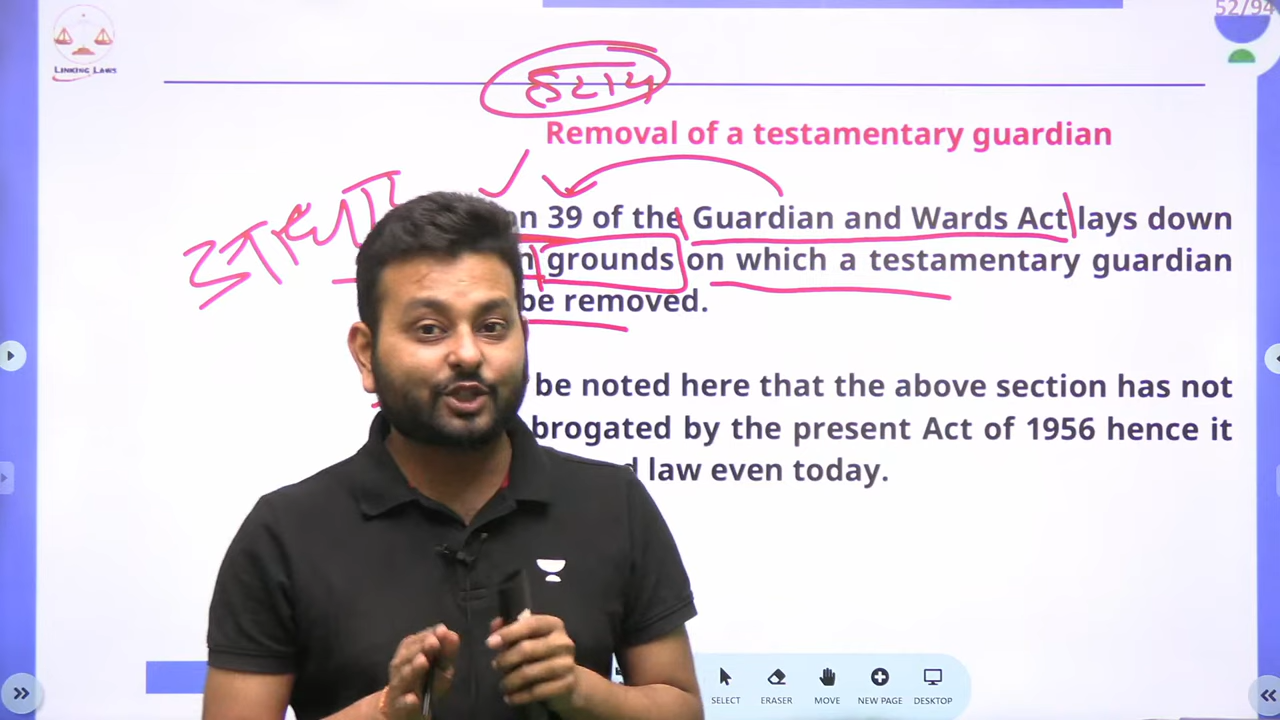 52/94
LINKING LAWS
हटाना
Removal of a testamentary guardian
आधारों
39 of the Guardian and Wards Act lays down
grounds on which a testamentary guardian
be removed.
be noted here that the above section has not
by the present Act of 1956 hence it
law even today.
SELECT
ERASER
MOVE
NEW PAGE
DESKTOP